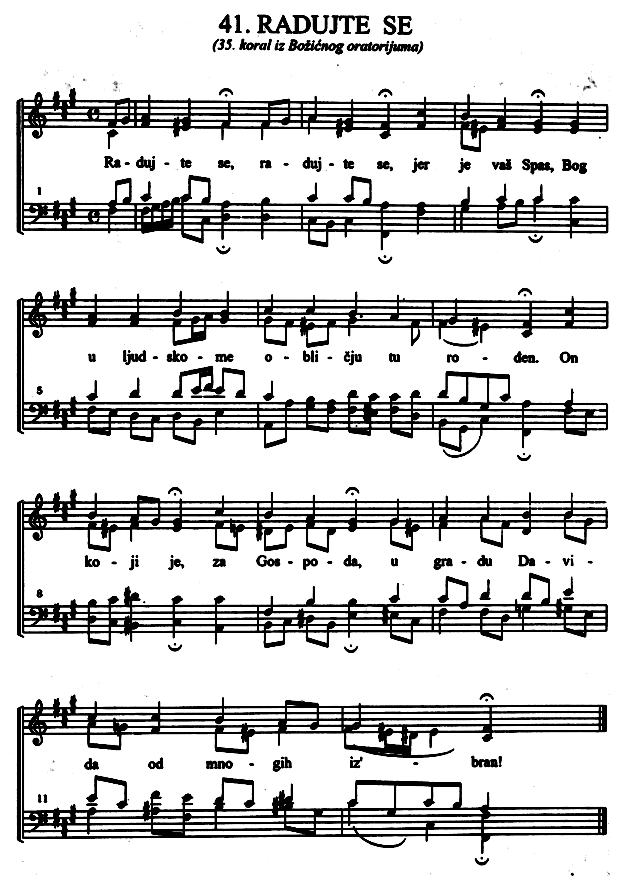 41. RADUJTE SE
(35. koral iz Božićnog oratorijuma)
Ra - duj - te se, ra - duj - te se, jer je vaš Spas, Bog
1
u ljud - sko - me o - bli - čju tu ro - đen. On
5
ko - ji je, za Gos - po - da, u gra - du Da - vi -
8
da od mno - gih iz' - bran!
11